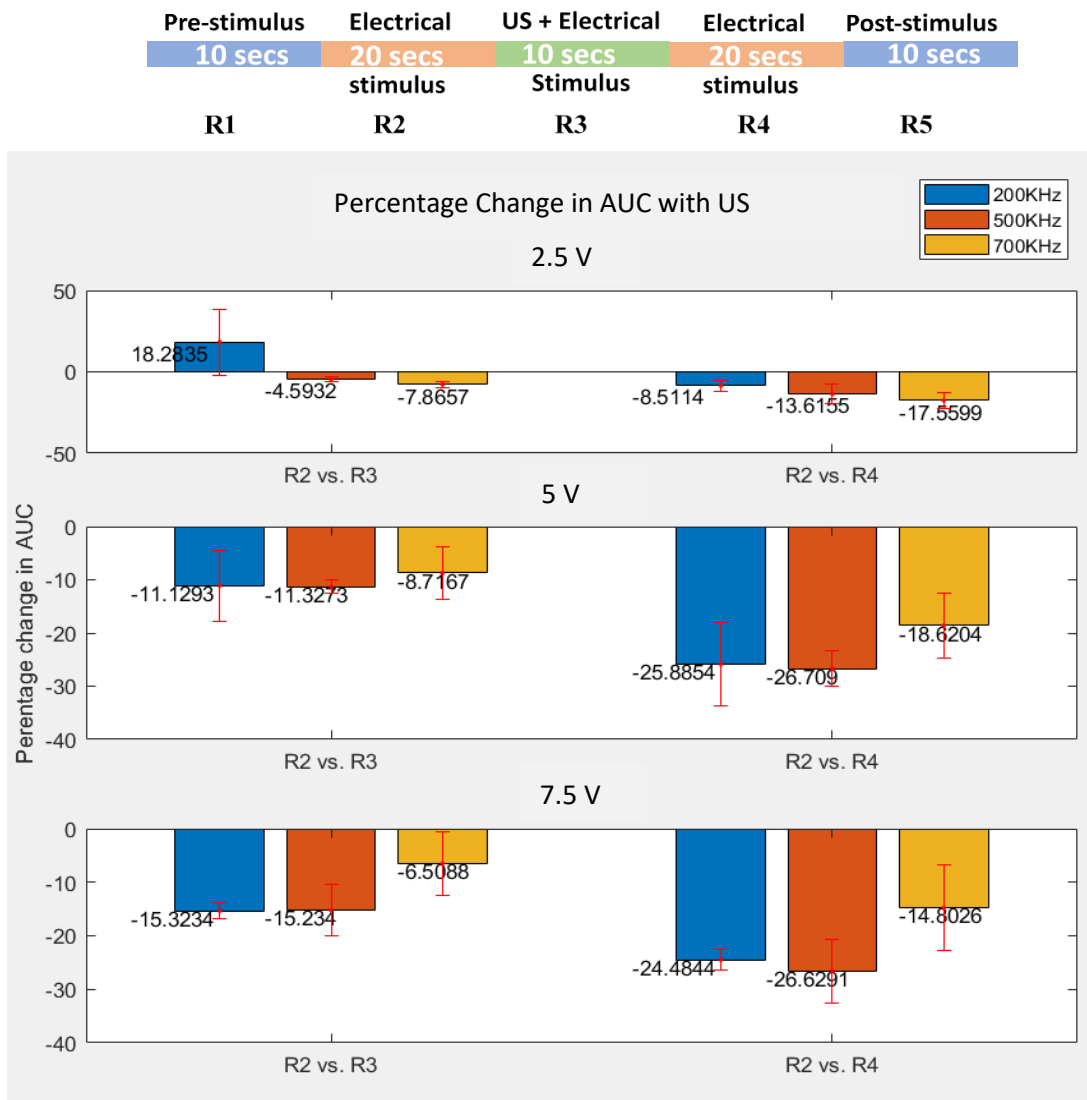 Pre-stimulus Electrical US + Electrical Electrical Post-stimulus
10 secs 20 secs 10 secs 20 secs 10 secs
stimulus Stimulus stimulus
R1 R2 R3 R4 R5
200KHz
500KHz
700KHz
Percentage Change in AUC with US
2.5 V
50
0
-50
18.2835
-4.5932
-7.8657
-8.5114
-13.6155
-17.5599
R2 vs. R3 R2 vs. R4
5 V
Perentage change in AUC
0
-10
-20
-30
-40
-11.1293
-11.3273
-8.7167
-25.8854
-26.709
-18.6204
R2 vs. R3 R2 vs. R4
7.5 V
0
-10
-20
-30
-40
-15.3234
-15.234
-6.5088
-24.4844
-26.6291
-14.8026
R2 vs. R3 R2 vs. R4